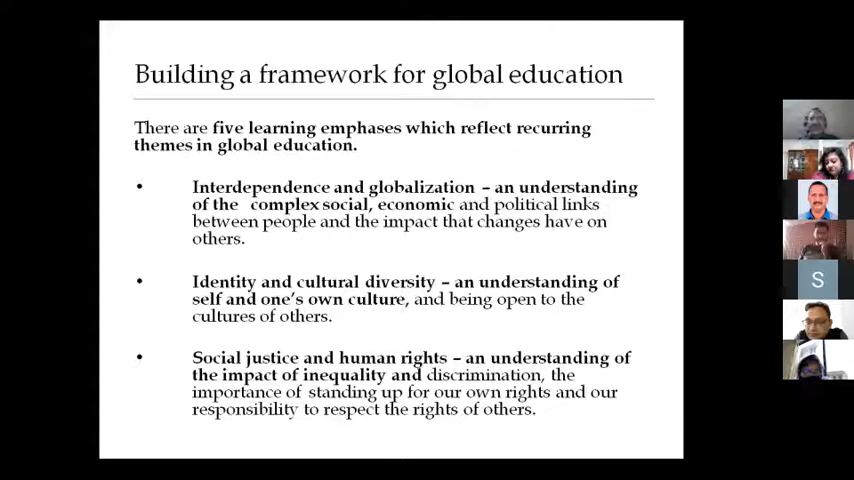 Building a framework for global education
There are five learning emphases which reflect recurring
themes in global education.
• Interdependence and globalization – an understanding
of the complex social, economic and political links
between people and the impact that changes have on
others.
• Identity and cultural diversity – an understanding of
self and one's own culture, and being open to the
cultures of others.
• Social justice and human rights – an understanding of
the impact of inequality and discrimination, the
importance of standing up for our own rights and our
responsibility to respect the rights of others.
S